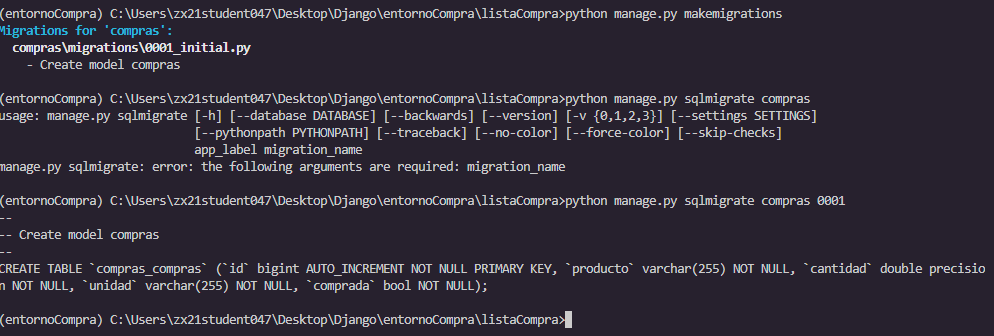 (entornoCompra) C:\Users\zx21student047\Desktop\Django\entornoCompra\listaCompra>python manage.py makemigrations
Migrations for 'compras':
  compras\migrations\0001_initial.py
    - Create model compras

(entornoCompra) C:\Users\zx21student047\Desktop\Django\entornoCompra\listaCompra>python manage.py sqlmigrate compras
usage: manage.py sqlmigrate [-h] [--database DATABASE] [--backwards] [--version] [-v {0,1,2,3}] [--settings SETTINGS]
                            [--pythonpath PYTHONPATH] [--traceback] [--no-color] [--force-color] [--skip-checks]
                            app_label migration_name
manage.py sqlmigrate: error: the following arguments are required: migration_name

(entornoCompra) C:\Users\zx21student047\Desktop\Django\entornoCompra\listaCompra>python manage.py sqlmigrate compras 0001
--
-- Create model compras
--
CREATE TABLE `compras_compras` (`id` bigint AUTO_INCREMENT NOT NULL PRIMARY KEY, `producto` varchar(255) NOT NULL, `cantidad` double precisio
n NOT NULL, `unidad` varchar(255) NOT NULL, `comprada` bool NOT NULL);

(entornoCompra) C:\Users\zx21student047\Desktop\Django\entornoCompra\listaCompra>